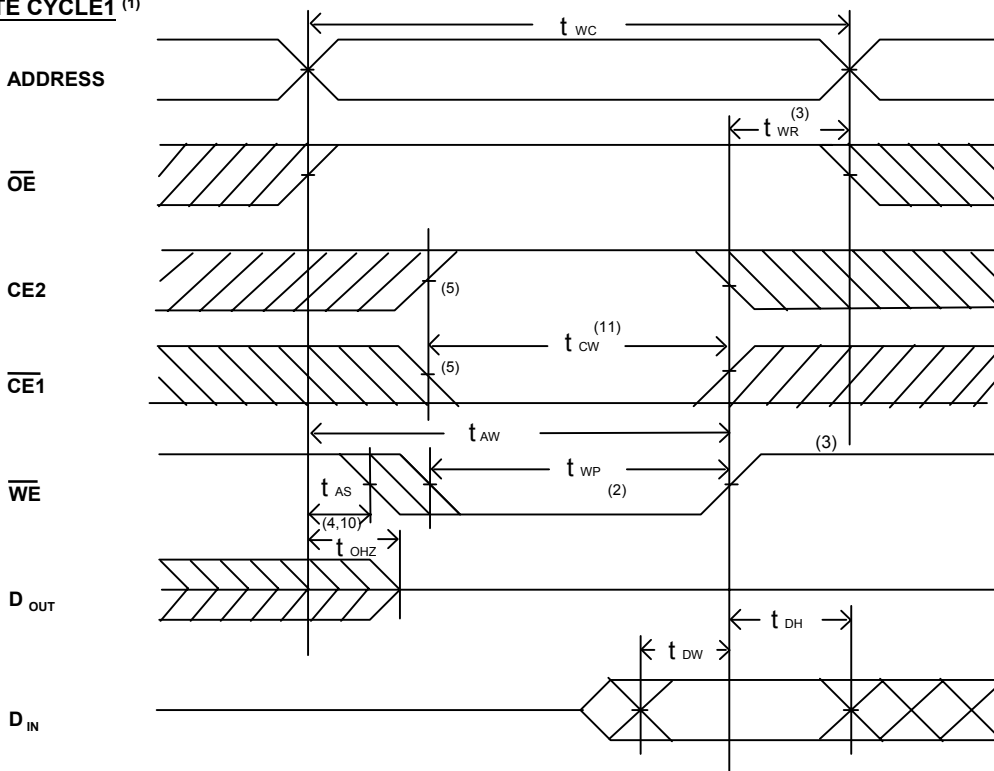 TE CYCLE1 (1)
t WC
ADDRESS
t WR (3)
OE
CE2
(5)
t CW (11)
CE1
(5)
t AW
(3)
WE
t WP
(2)
t AS
(4,10)
t OHZ
D OUT
t DH
t DW
D IN